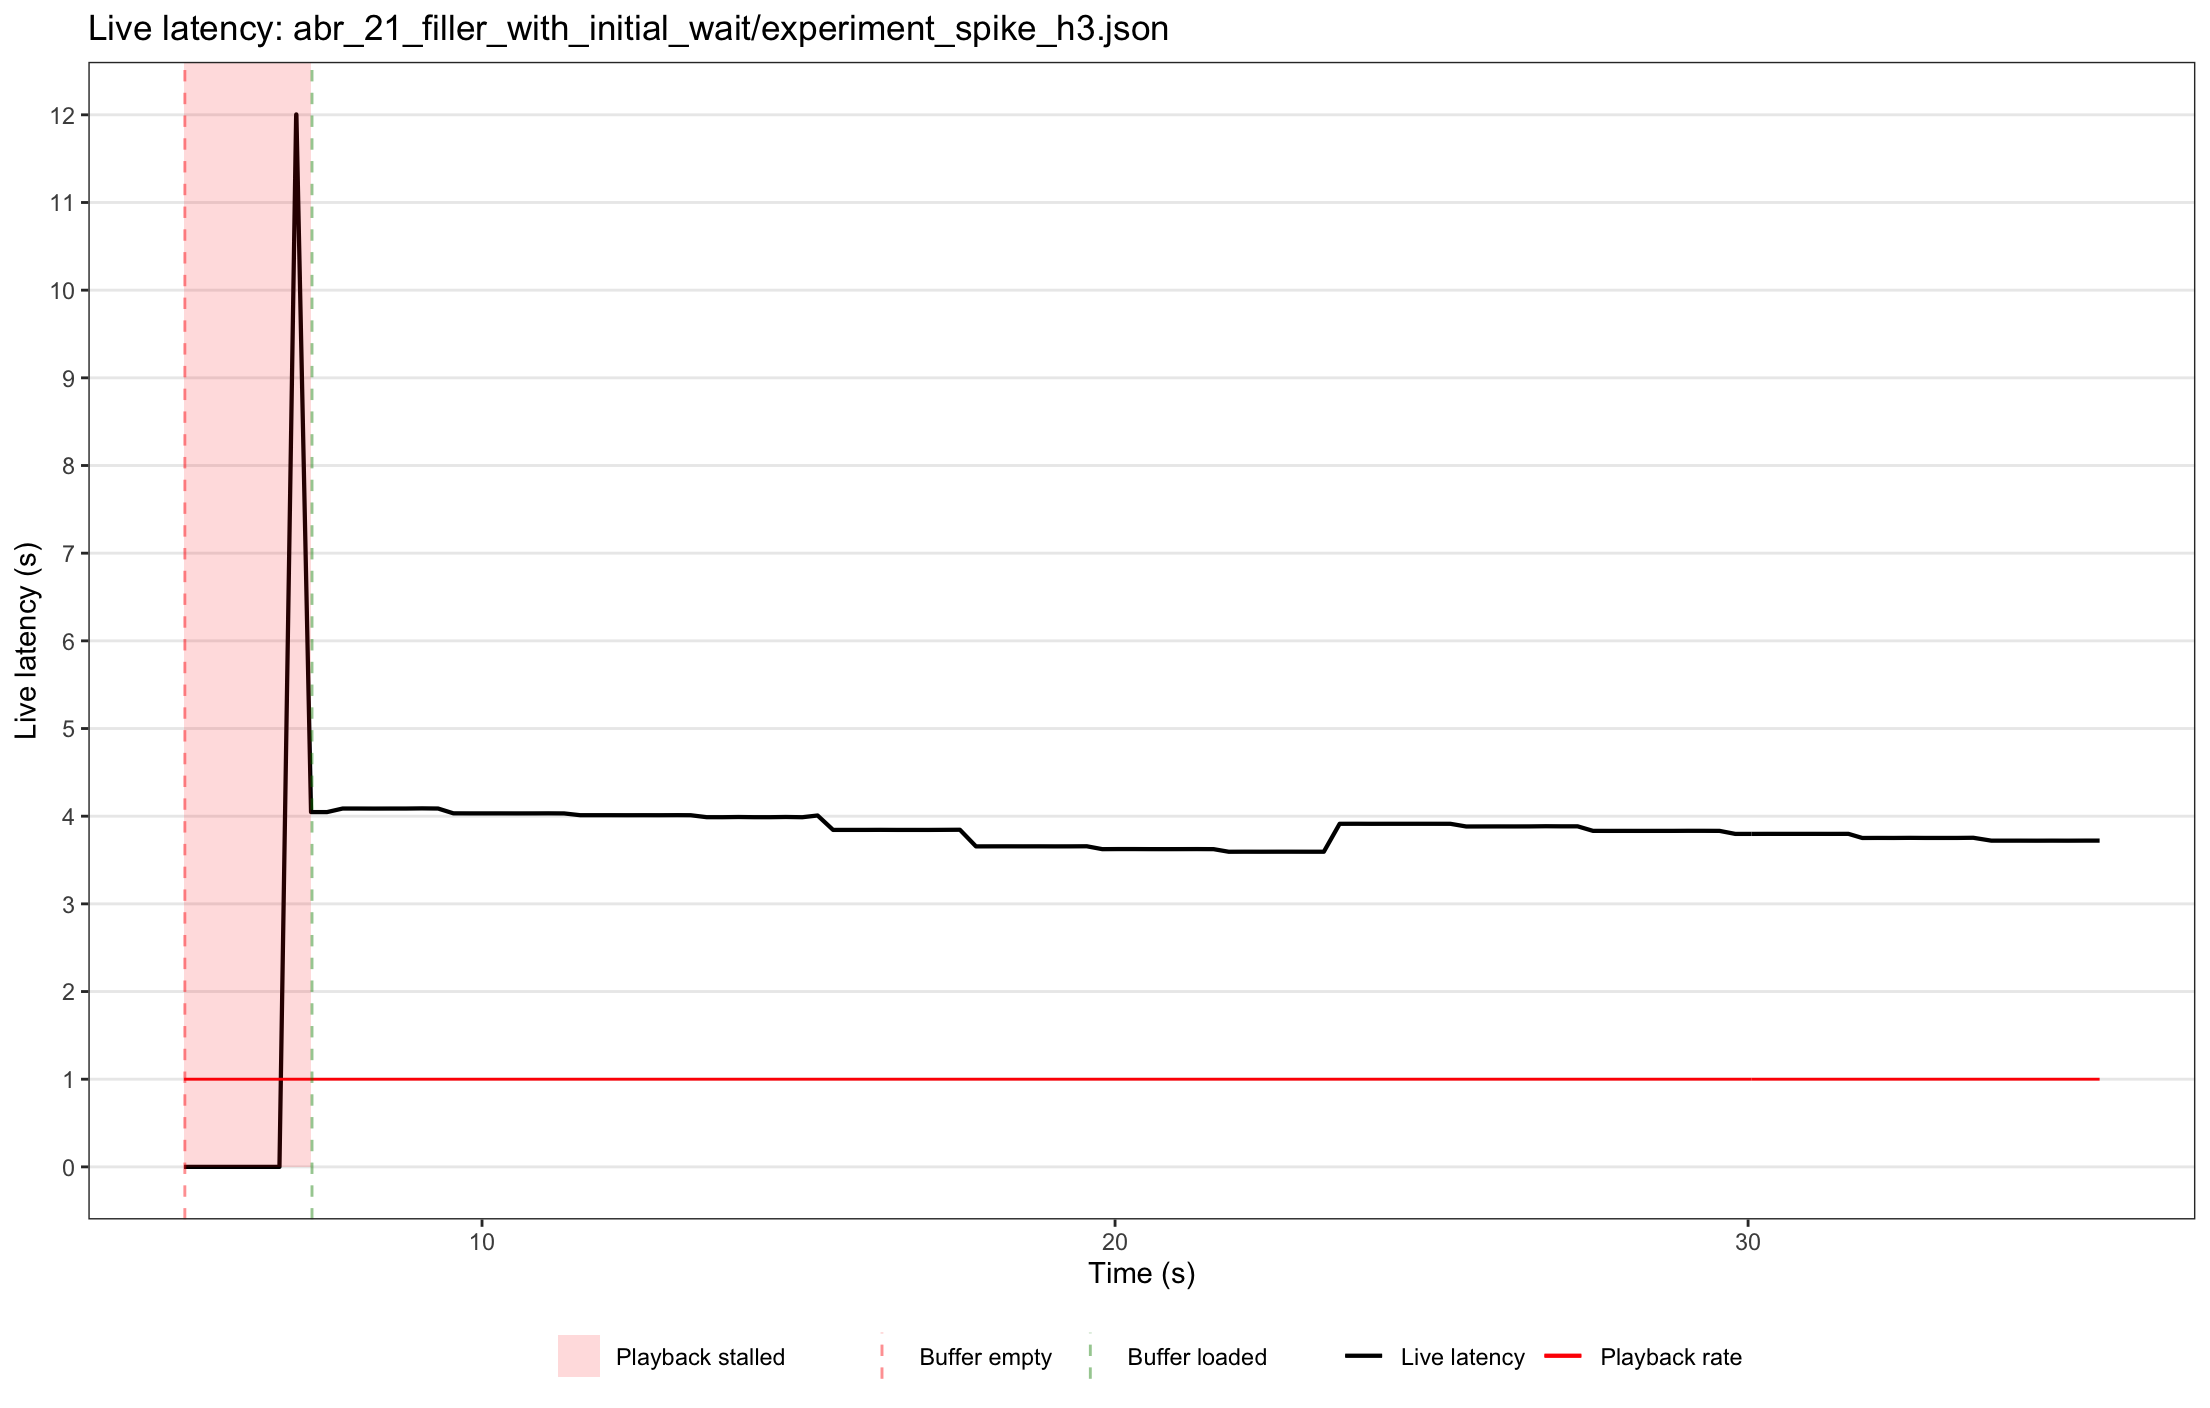 Live latency: abr_21_filler_with_initial_wait/experiment_spike_h3.json
Live latency (s)
12
11
10
9
8
7
6
5
4
3
2
1
0
10 20 30
Time (s)
Playback stalled Buffer empty Buffer loaded Live latency Playback rate